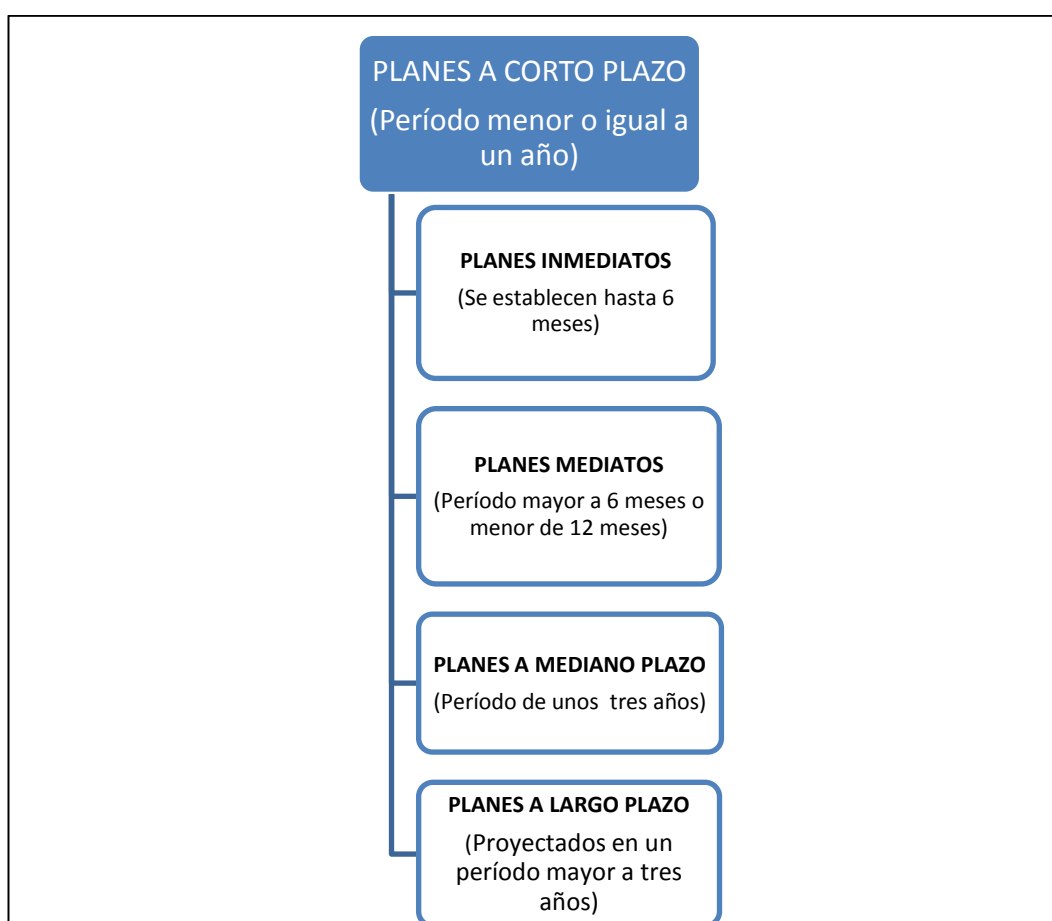 PLANES A CORTO PLAZO
(Período menor o igual a
un año)
PLANES INMEDIATOS
(Se establecen hasta 6
meses)
PLANES MEDIATOS
(Período mayor a 6 meses o
menor de 12 meses)
PLANES A MEDIANO PLAZO
(Período de unos tres años)
PLANES A LARGO PLAZO
(Proyectados en un
período mayor a tres
años)